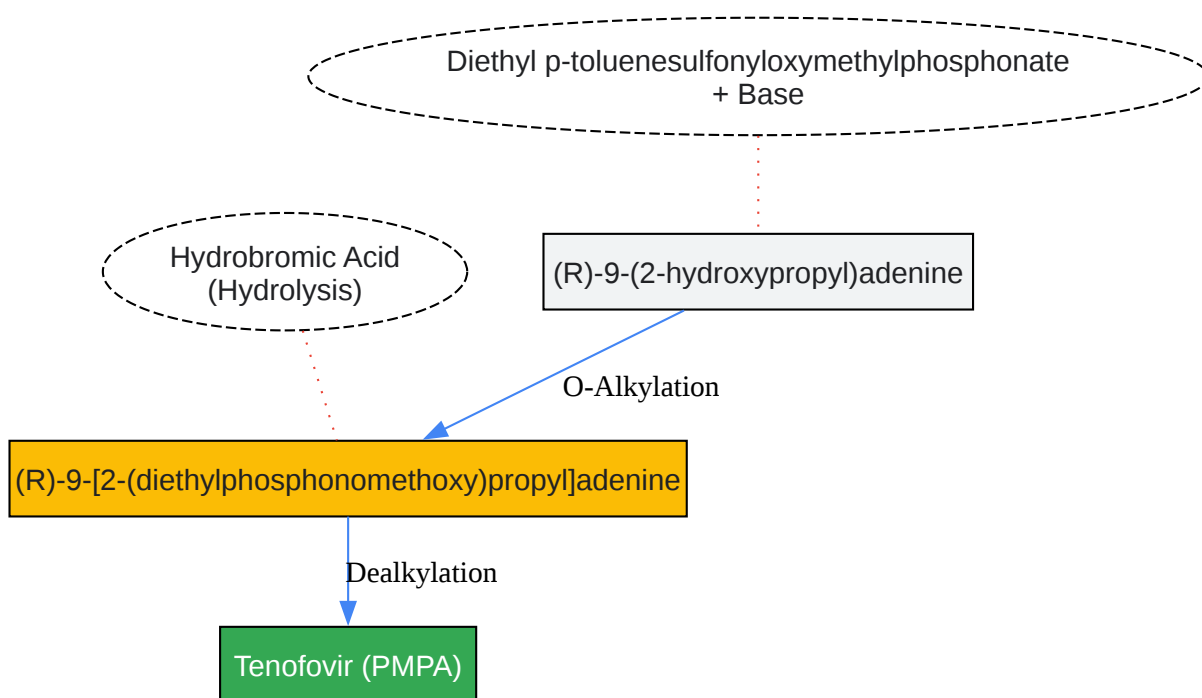 Diethyl p-toluenesulfonyloxymethylphosphonate
+ Base
Hydrobromic Acid
(Hydrolysis)
(R)-9-(2-hydroxypropyl)adenine
O-Alkylation
(R)-9-[2-(diethylphosphonomethoxy)propyl]adenine
Dealkylation
Tenofovir (PMPA)